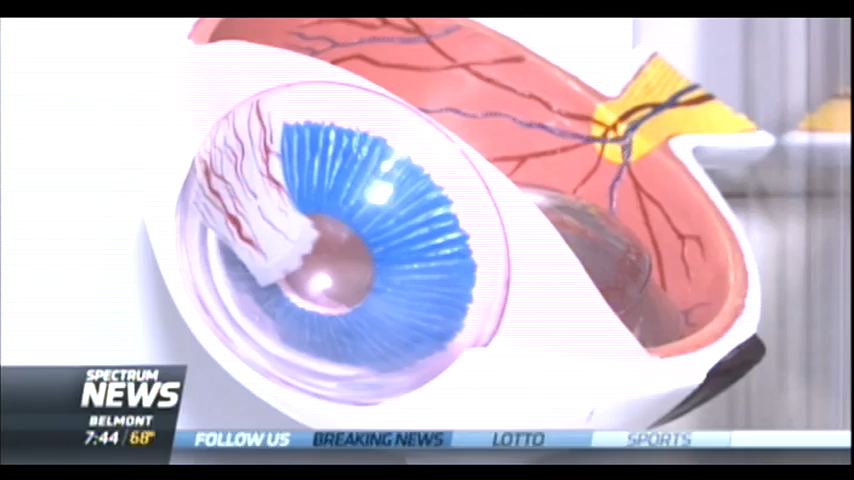 SPECTRUM
NEWS
BELMONT
7:44 / 68°
FOLLOW US BREAKING NEWS LOTTO SPORTS